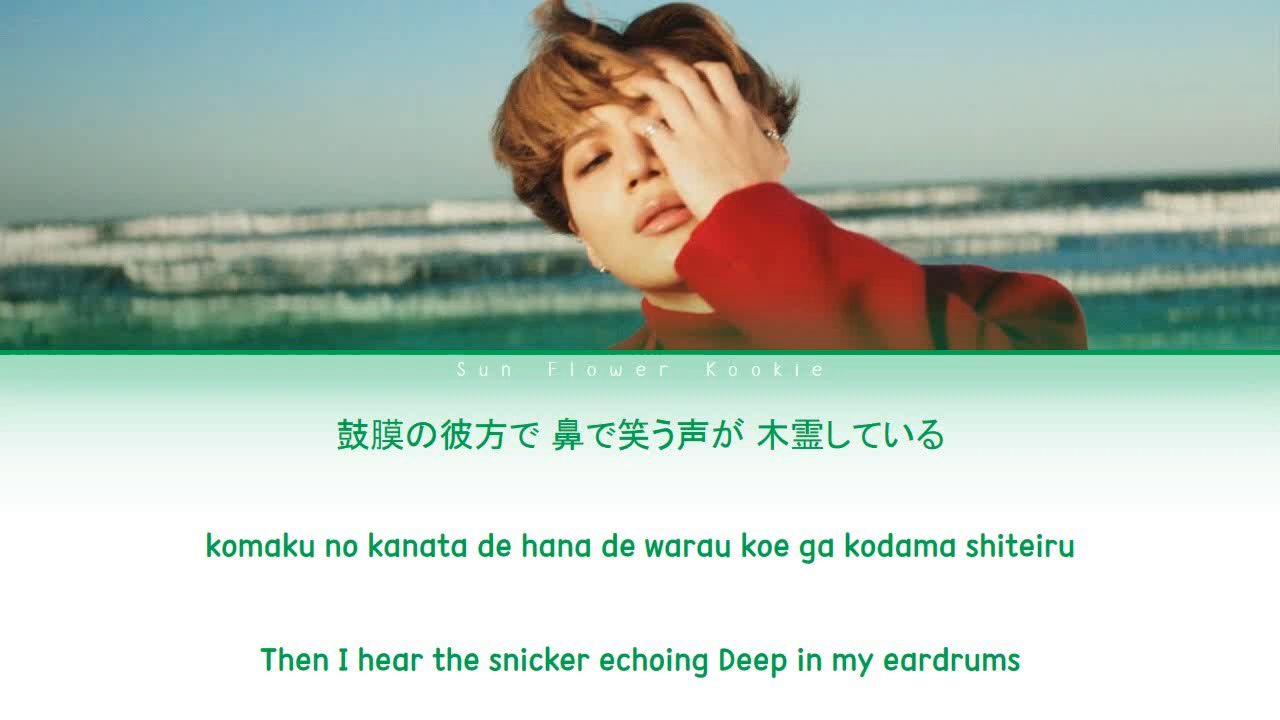 Sun Flower Kookie
鼓膜の彼方で 鼻で笑う声が 木霊している
komaku no kanata de hana de warau koe ga kodama shiteiru
Then I hear the snicker echoing Deep in my eardrums